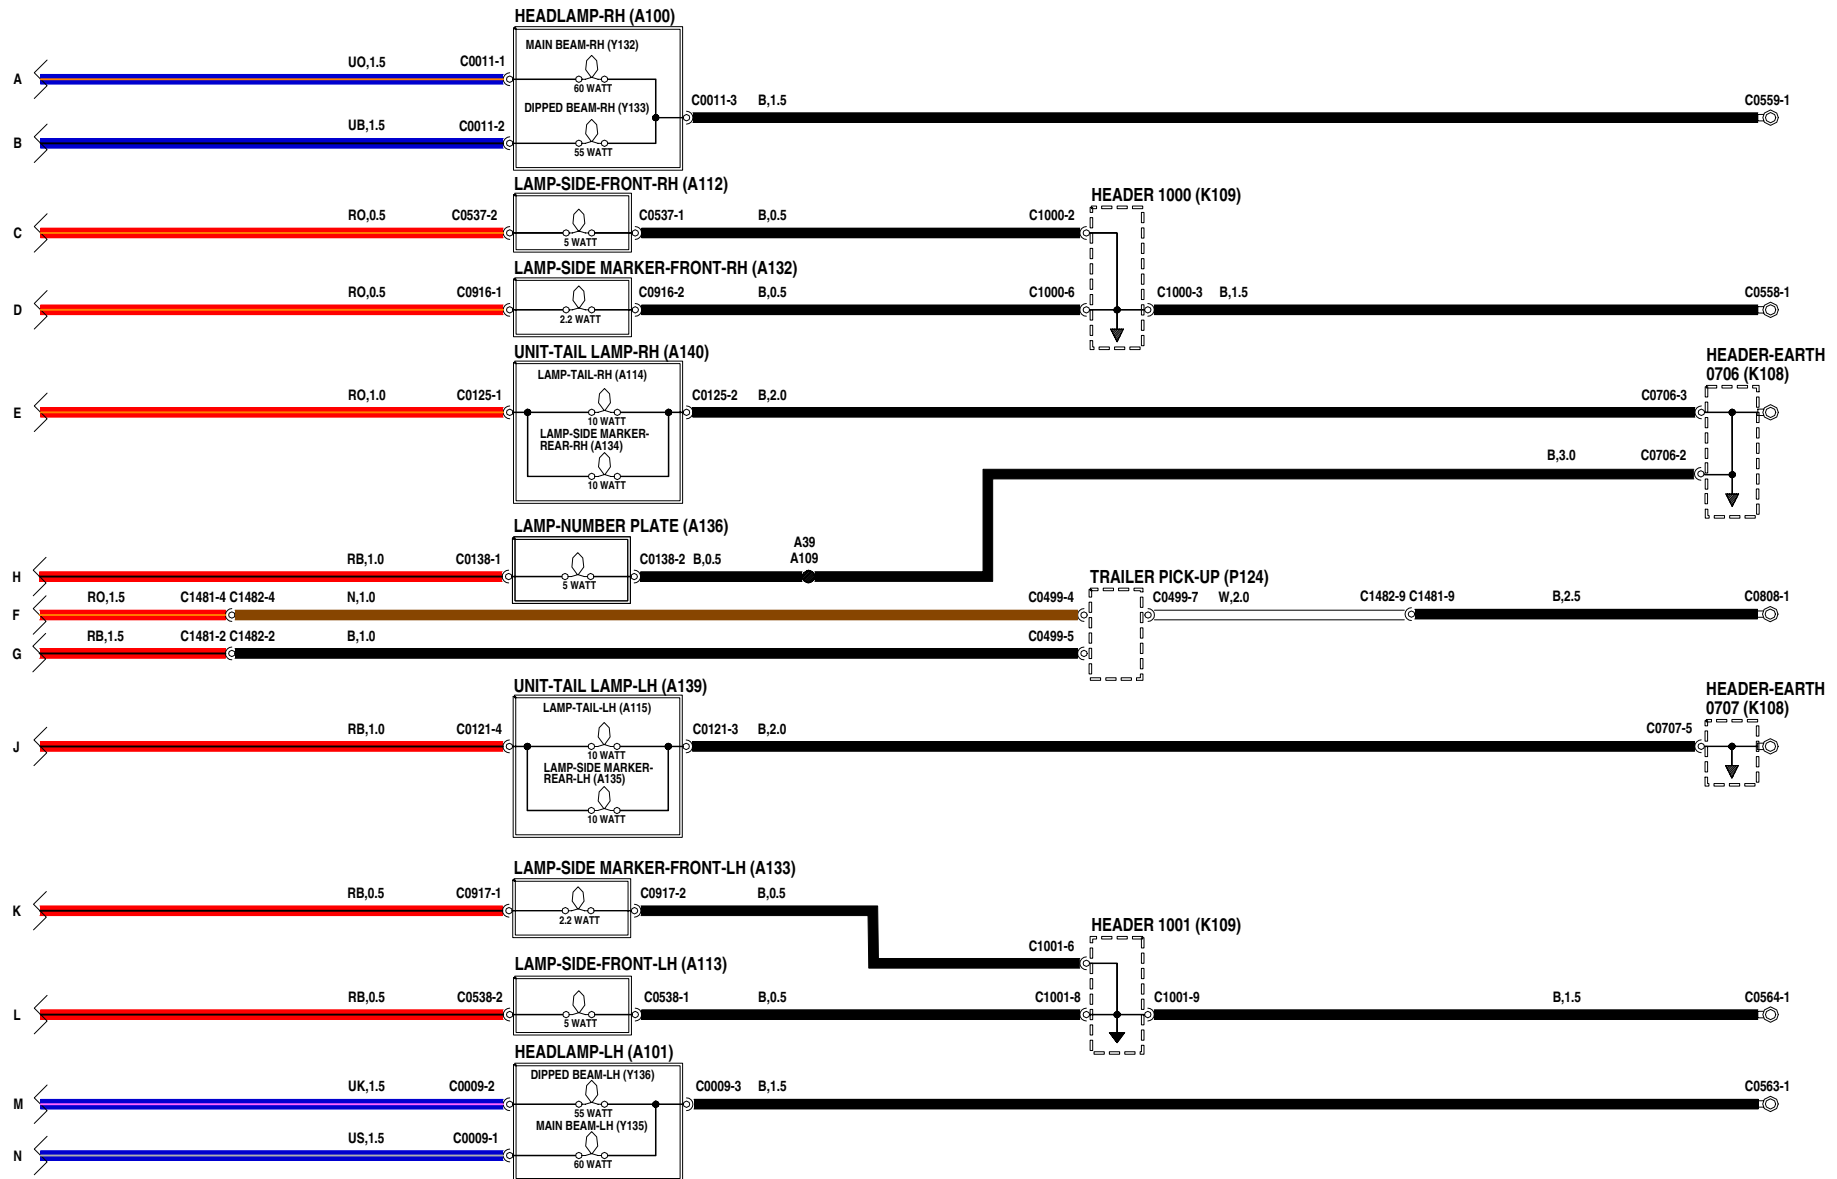 HEADLAMP-RH (A100)
MAIN BEAM-RH (Y132)
A UO,1.5 C0011-1
60 WATT
C0011-3 B,1.5 C0559-1
DIPPED BEAM-RH (Y133)
B UB,1.5 C0011-2
55 WATT
LAMP-SIDE-FRONT-RH (A112)
HEADER 1000 (K109)
C RO,0.5 C0537-2 C0537-1 B,0.5 C1000-2
5 WATT
LAMP-SIDE MARKER-FRONT-RH (A132)
D RO,0.5 C0916-1 C0916-2 B,0.5 C1000-6 C1000-3 B,1.5 C0558-1
2.2 WATT
UNIT-TAIL LAMP-RH (A140)
HEADER-EARTH
0706 (K108)
LAMP-TAIL-RH (A114)
E RO,1.0 C0125-1 C0125-2 B,2.0 C0706-3
10 WATT
LAMP-SIDE MARKER-
REAR-RH (A134)
B,3.0 C0706-2
10 WATT
LAMP-NUMBER PLATE (A136)
A39
A109
H RB,1.0 C0138-1 C0138-2 B,0.5
5 WATT
TRAILER PICK-UP (P124)
F RO,1.5 C1481-4 C1482-4 N,1.0 C0499-4 C0499-7 W,2.0 C1482-9 C1481-9 B,2.5 C0808-1
G RB,1.5 C1481-2 C1482-2 B,1.0 C0499-5
UNIT-TAIL LAMP-LH (A139)
HEADER-EARTH
0707 (K108)
LAMP-TAIL-LH (A115)
J RB,1.0 C0121-4 C0121-3 B,2.0 C0707-5
10 WATT
LAMP-SIDE MARKER-
REAR-LH (A135)
10 WATT
LAMP-SIDE MARKER-FRONT-LH (A133)
K RB,0.5 C0917-1 C0917-2 B,0.5
2.2 WATT
HEADER 1001 (K109)
C1001-6
LAMP-SIDE-FRONT-LH (A113)
L RB,0.5 C0538-2 C0538-1 B,0.5 C1001-8 C1001-9 B,1.5 C0564-1
5 WATT
HEADLAMP-LH (A101)
DIPPED BEAM-LH (Y136)
M UK,1.5 C0009-2 C0009-3 B,1.5 C0563-1
55 WATT
MAIN BEAM-LH (Y135)
N US,1.5 C0009-1
60 WATT